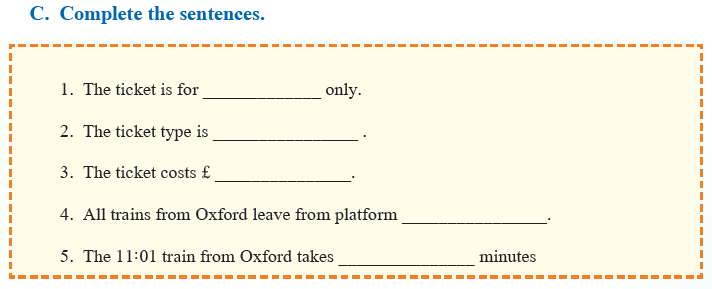 C. Complete the sentences.
1. The ticket is for _____________ only.
2. The ticket type is ________________ .
3. The ticket costs £ _______________.
4. All trains from Oxford leave from platform ________________.
5. The 11:01 train from Oxford takes _______________ minutes